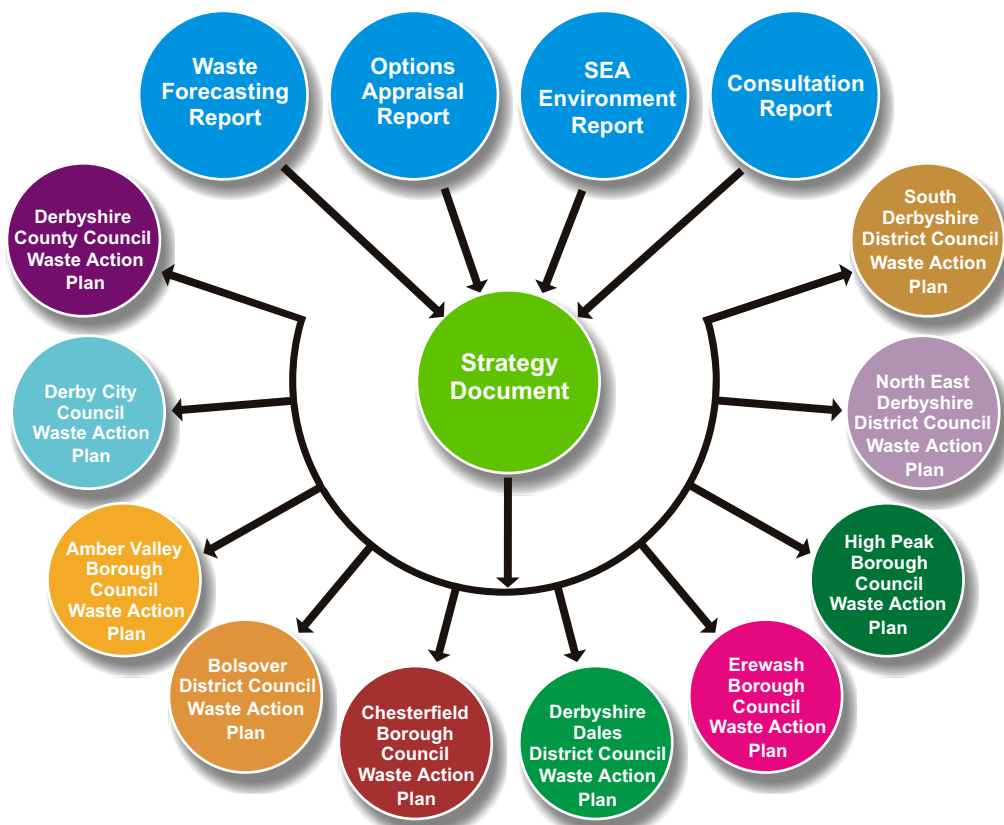 Waste
Forecasting
Report
Options
Appraisal
Report
SEA
Environment
Report
Consultation
Report
Derbyshire
County Council
Waste Action
Plan
South
Derbyshire
District Council
Waste Action
Plan
Strategy
Document
Derby City
Council
Waste Action
Plan
North East
Derbyshire
District Council
Waste Action
Plan
Amber Valley
Borough
Council
Waste Action
Plan
High Peak
Borough
Council
Waste Action
Plan
Bolsover
District Council
Waste Action
Plan
Chesterfield
Borough
Council
Waste Action
Plan
Derbyshire
Dales
District Council
Waste Action
Plan
Erewash
Borough
Council
Waste Action
Plan